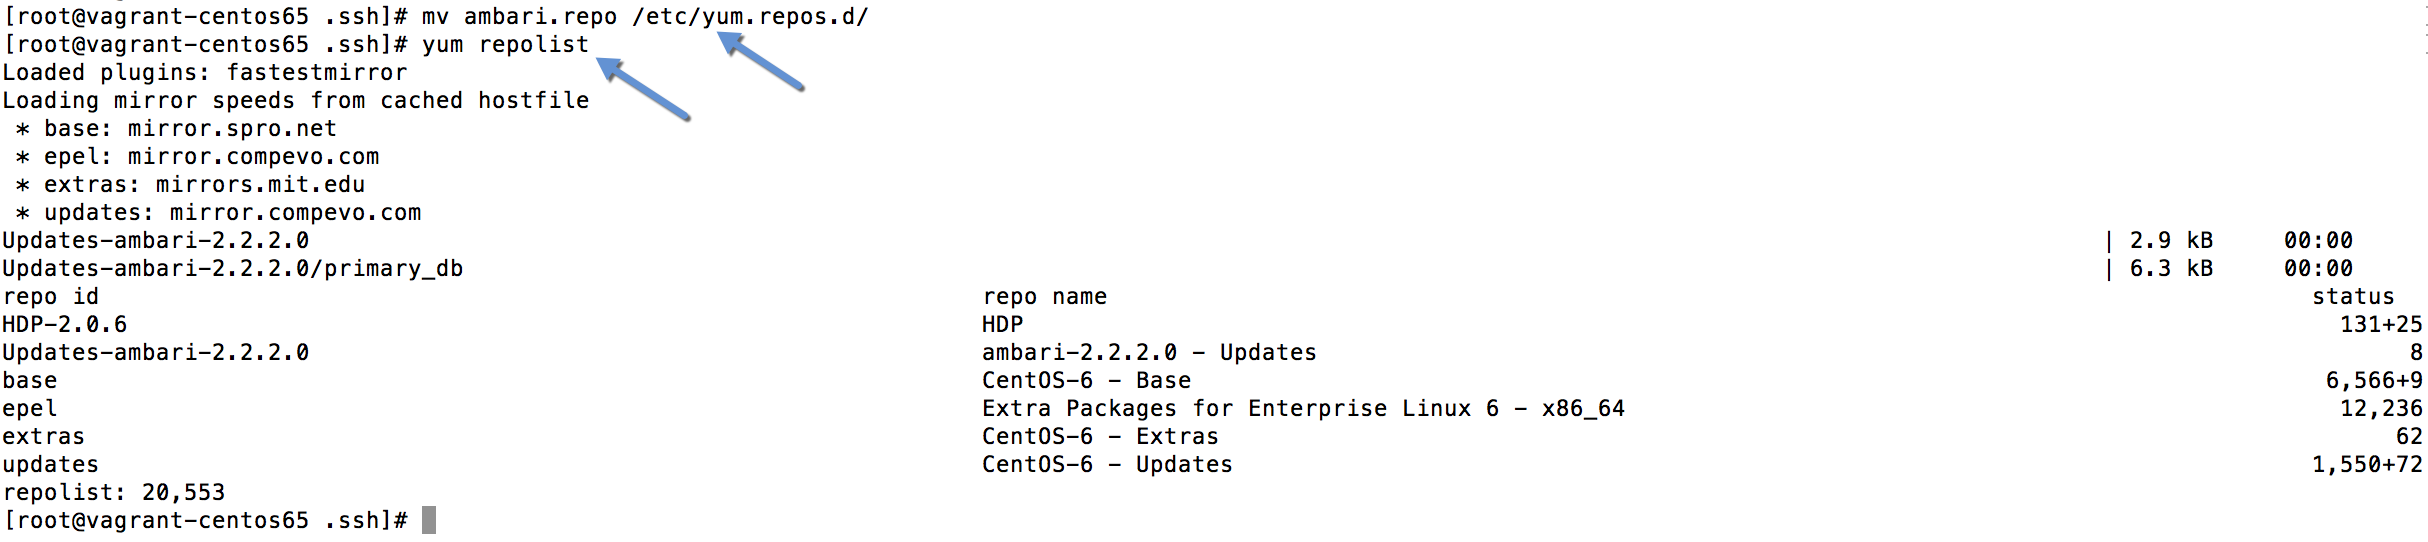 [root@vagrant-centos65 .ssh]# mv ambari.repo /etc/yum.repos.d/
[root@vagrant-centos65 .ssh]# yum repolist
Loaded plugins: fastestmirror
Loading mirror speeds from cached hostfile
 * base: mirror.spro.net
 * epel: mirror.compevo.com
 * extras: mirrors.mit.edu
 * updates: mirror.compevo.com
Updates-ambari-2.2.2.0 | 2.9 kB 00:00
Updates-ambari-2.2.2.0/primary_db | 6.3 kB 00:00
repo id repo name status
HDP-2.0.6 HDP 131+25
Updates-ambari-2.2.2.0 ambari-2.2.2.0 - Updates 8
base CentOS-6 - Base 6,566+9
epel Extra Packages for Enterprise Linux 6 - x86_64 12,236
extras CentOS-6 - Extras 62
updates CentOS-6 - Updates 1,550+72
repolist: 20,553
[root@vagrant-centos65 .ssh]#